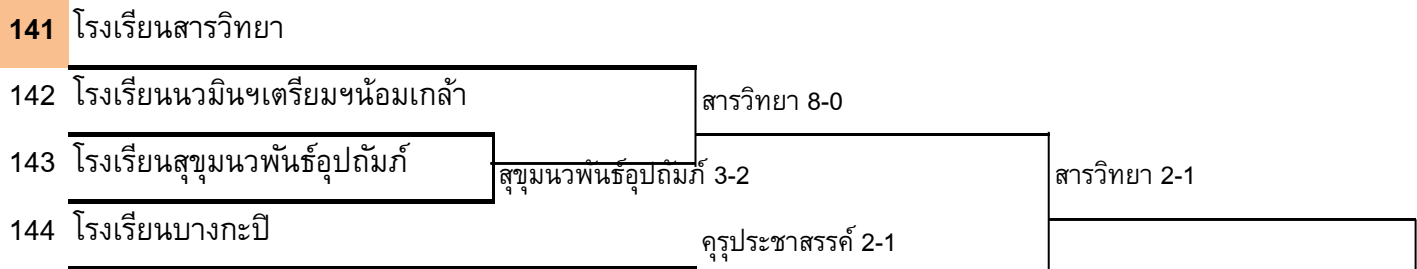 141 โรงเรียนสารวิทยา
142 โรงเรียนนวมินฯเตรียมฯน้อมเกล้า
สารวิทยา 8-0
143 โรงเรียนสุขุมนวพันธ์อุปถัมภ์
สุขุมนวพันธ์อุปถัมภ์ 3-2
สารวิทยา 2-1
144 โรงเรียนบางกะปิ
คุรุประชาสรรค์ 2-1